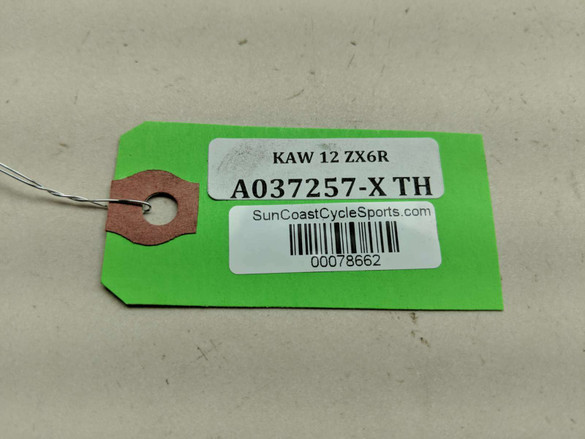 KAW 12 ZX6R
A037257-X TH
SunCoastCycleSports.com
00078662